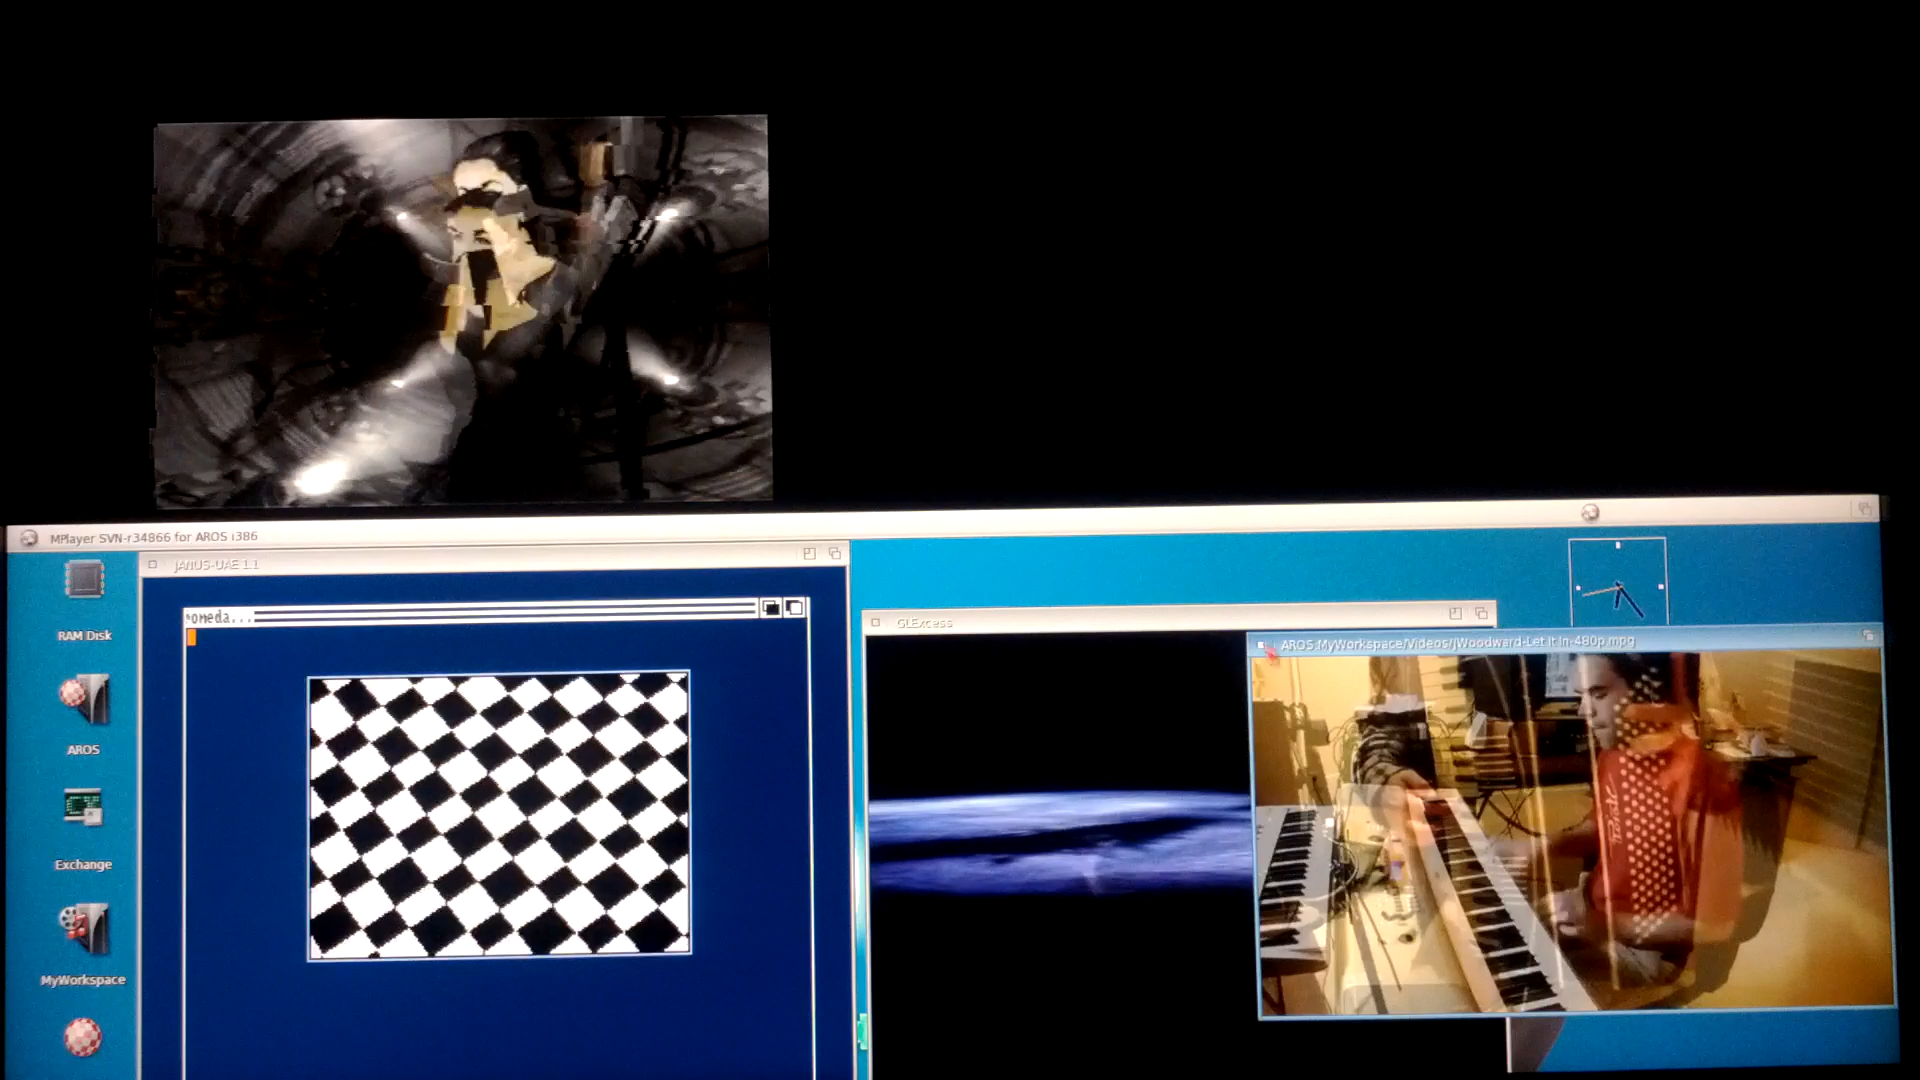 MPlayer SVN-r34866 for AROS i386
JANUS-UAE 1.1
omeda...
RAM Disk
GLExcess
AROS:MyWorkspace/Videos/JWoodward-Let It In-480p.mpg
AROS
Exchange
MyWorkspace